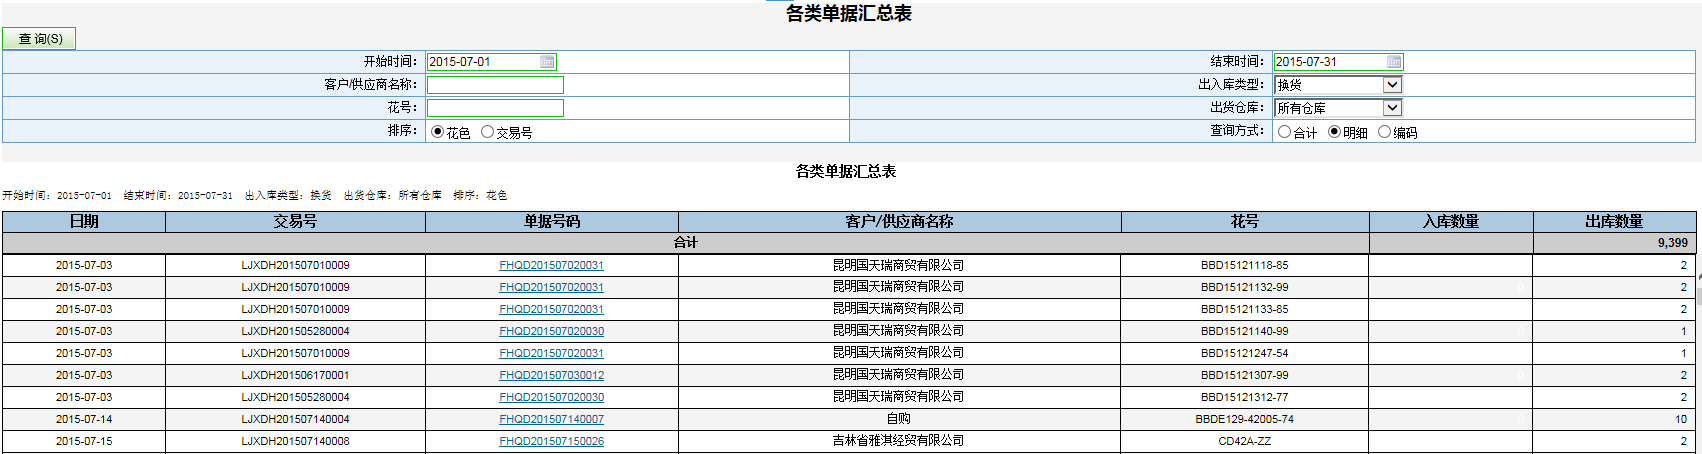 各类单据汇总表
查 询(S)
开始时间： 2015-07-01 结束时间： 2015-07-31
客户/供应商名称： 出入库类型： 换货
花号： 出货仓库： 所有仓库
排序： 花色 交易号 查询方式： 合计 明细 编码
各类单据汇总表
开始时间：2015-07-01 结束时间：2015-07-31 出入库类型：换货 出货仓库：所有仓库 排序：花色
日期 交易号 单据号码 客户/供应商名称 花号 入库数量 出库数量
合计 9,399
2015-07-03 LJXDH201507010009 FHQD201507020031 昆明国天瑞商贸有限公司 BBD15121118-85 2
2015-07-03 LJXDH201507010009 FHQD201507020031 昆明国天瑞商贸有限公司 BBD15121132-99 0 2
2015-07-03 LJXDH201507010009 FHQD201507020031 昆明国天瑞商贸有限公司 BBD15121133-85 2
2015-07-03 LJXDH201505280004 FHQD201507020030 昆明国天瑞商贸有限公司 BBD15121140-99 0 1
2015-07-03 LJXDH201507010009 FHQD201507020031 昆明国天瑞商贸有限公司 BBD15121247-54 1
2015-07-03 LJXDH201506170001 FHQD201507030012 昆明国天瑞商贸有限公司 BBD15121307-99 0 2
2015-07-03 LJXDH201505280004 FHQD201507020030 昆明国天瑞商贸有限公司 BBD15121312-77 2
2015-07-14 LJXDH201507140004 FHQD201507140007 自购 BBDE129-42005-74 0 10
2015-07-15 LJXDH201507140008 FHQD201507150026 吉林省雅淇经贸有限公司 CD42A-ZZ 2